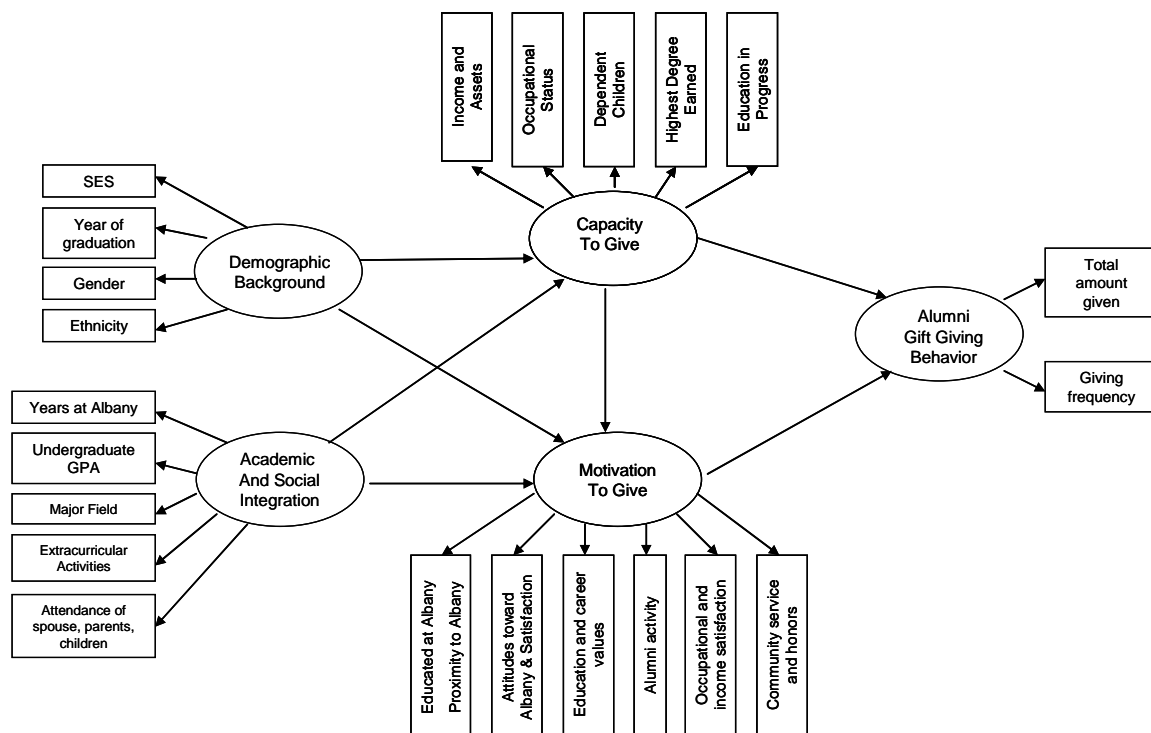 Income and
Assets
Occupational
Status
Dependent
Children
Highest Degree
Earned
Education in
Progress
SES
Year of
graduation
Gender
Ethnicity
Demographic
Background
Capacity
To Give
Total
amount
given
Alumni
Gift Giving
Behavior
Giving
frequency
Years at Albany
Undergraduate
GPA
Major Field
Extracurricular
Activities
Attendance of
spouse, parents,
children
Academic
And Social
Integration
Motivation
To Give
Educated at Albany
Proximity to Albany
Attitudes toward
Albany & Satisfaction
Education and career
values
Alumni activity
Occupational and
income satisfaction
Community service
and honors